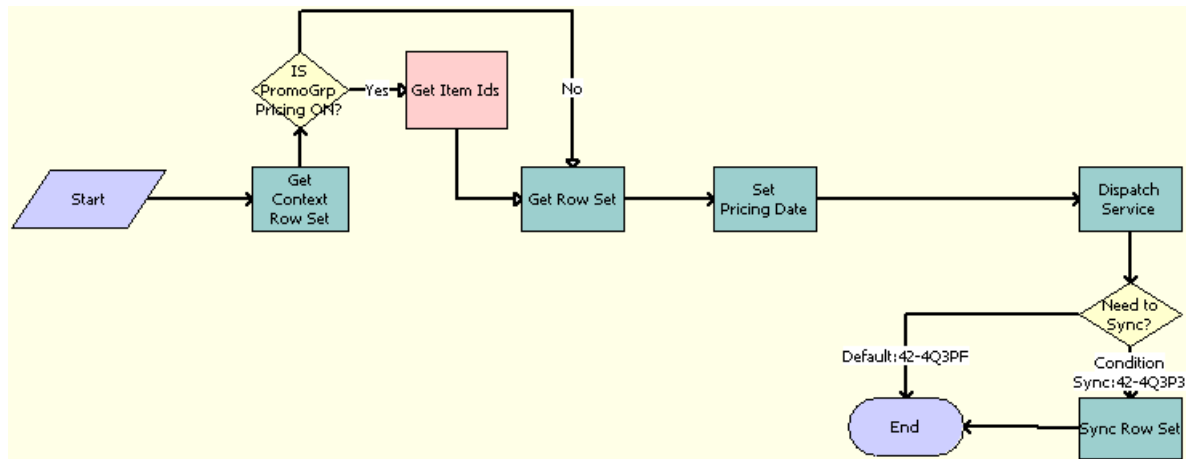 IS
PromoGrp
Pricing ON?
Yes
Get Item Ids
No
Start
Get
Context
Row Set
Get Row Set
Set
Pricing Date
Dispatch
Service
Need to
Sync?
Default:42-4Q3PF
Condition
Sync:42-4Q3P3
End
Sync Row Set